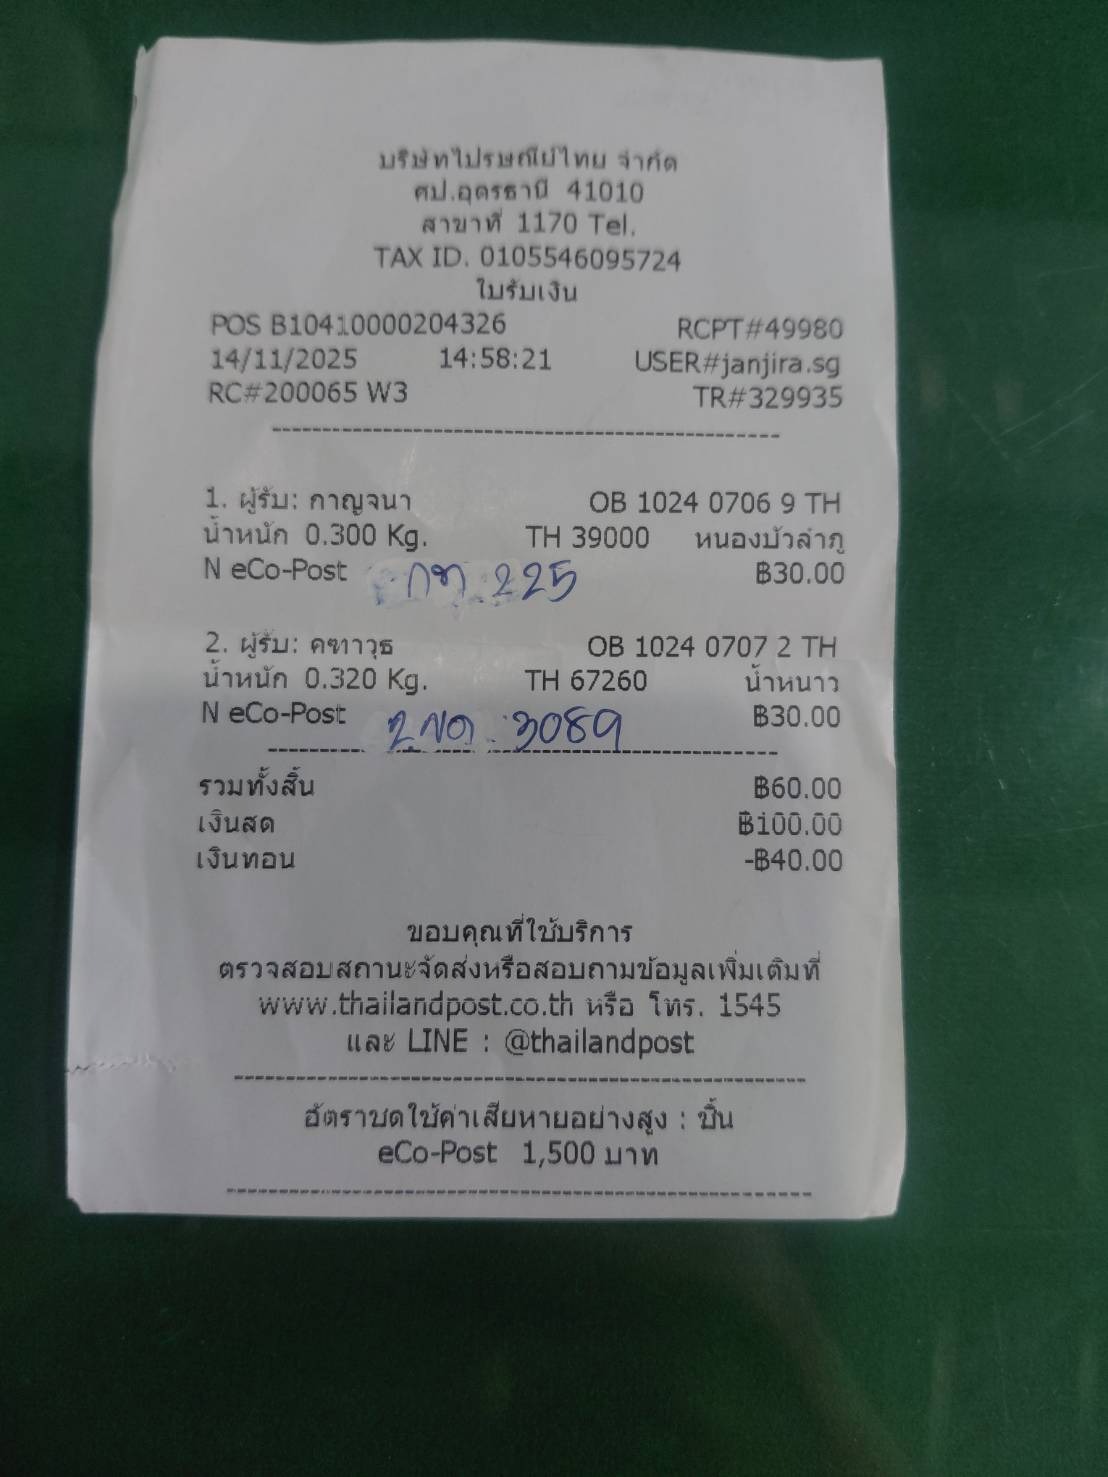 บริษัทไปรษณีย์ไทย จำกัด
ศป.อุดรธานี 41010
สาขาที่ 1170 Tel.
TAX ID. 0105546095724
ใบรับเงิน
POS B10410000204326 RCPT#49980
14/11/2025 14:58:21 USER#janjira.sg
RC#200065 W3 TR#329935
1. ผู้รับ: กาญจนา OB 1024 0706 9 TH
น้ำหนัก 0.300 Kg. TH 39000 หนองบัวลำภู
N eCo-Post กท. 225 ฿30.00
2. ผู้รับ: คฑาวุธ OB 1024 0707 2 TH
น้ำหนัก 0.320 Kg. TH 67260 น้ำหนาว
N eCo-Post 3089 ฿30.00
รวมทั้งสิ้น ฿60.00
เงินสด ฿100.00
เงินทอน -฿40.00
ขอบคุณที่ใช้บริการ
ตรวจสอบสถานะจัดส่งหรือสอบถามข้อมูลเพิ่มเติมที่
www.thailandpost.co.th หรือ โทร. 1545
และ LINE : @thailandpost
อัตราชดใช้ค่าเสียหายอย่างสูง : ชิ้น
eCo-Post 1,500 บาท